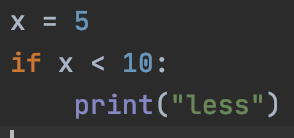 x = 5
if x < 10:
    print("less")